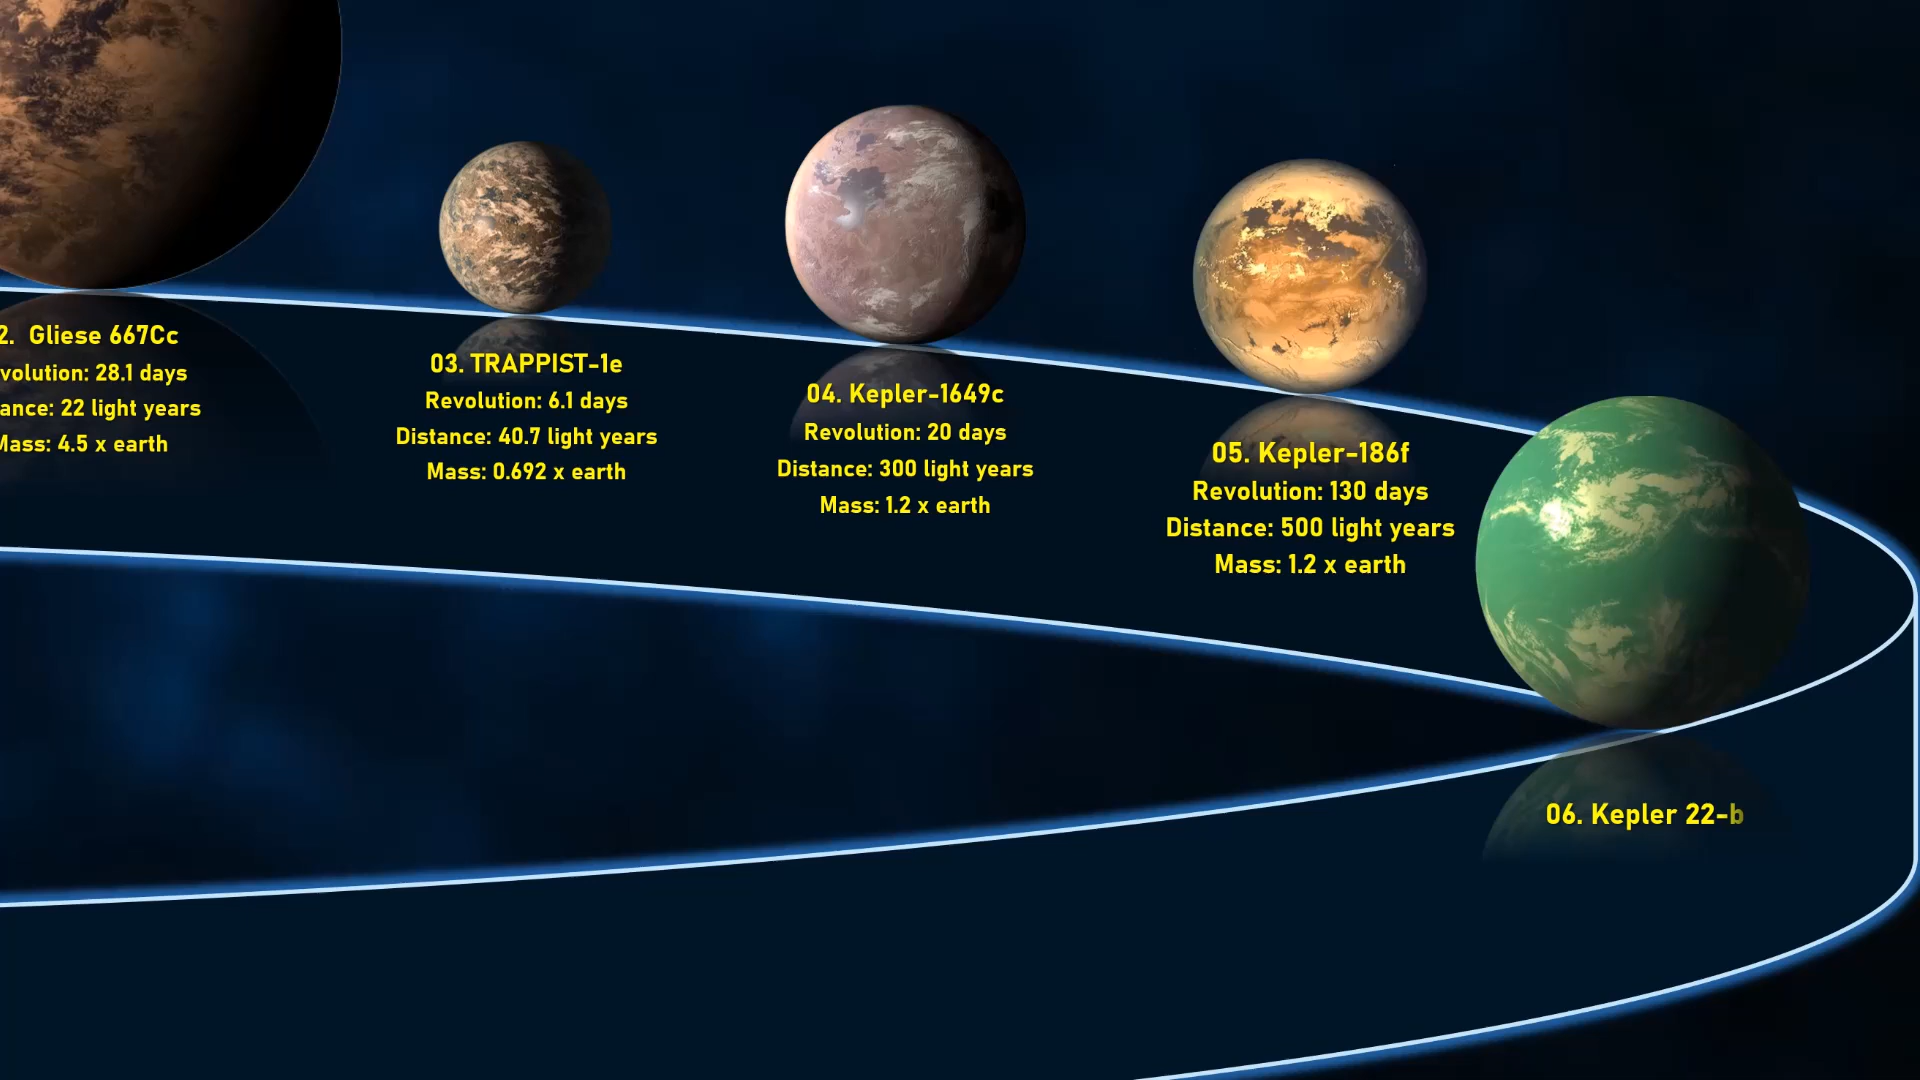 2. Gliese 667Cc
volution: 28.1 days
ance: 22 light years
Mass: 4.5 x earth
03. TRAPPIST-1e
Revolution: 6.1 days
Distance: 40.7 light years
Mass: 0.692 x earth
04. Kepler-1649c
Revolution: 20 days
Distance: 300 light years
Mass: 1.2 x earth
05. Kepler-186f
Revolution: 130 days
Distance: 500 light years
Mass: 1.2 x earth
06. Kepler 22-b